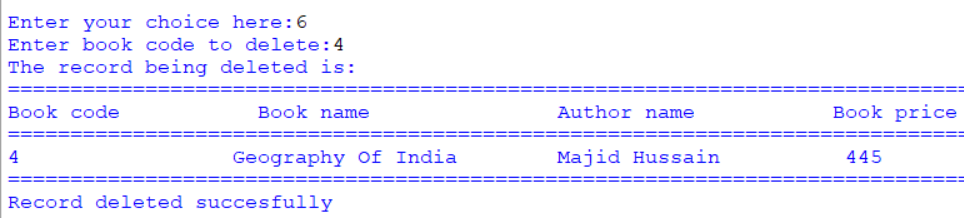 Enter your choice here:6
Enter book code to delete:4
The record being deleted is:
================================================================================
Book code Book name Author name Book price
================================================================================
4 Geography Of India Majid Hussain 445
================================================================================
Record deleted succesfully